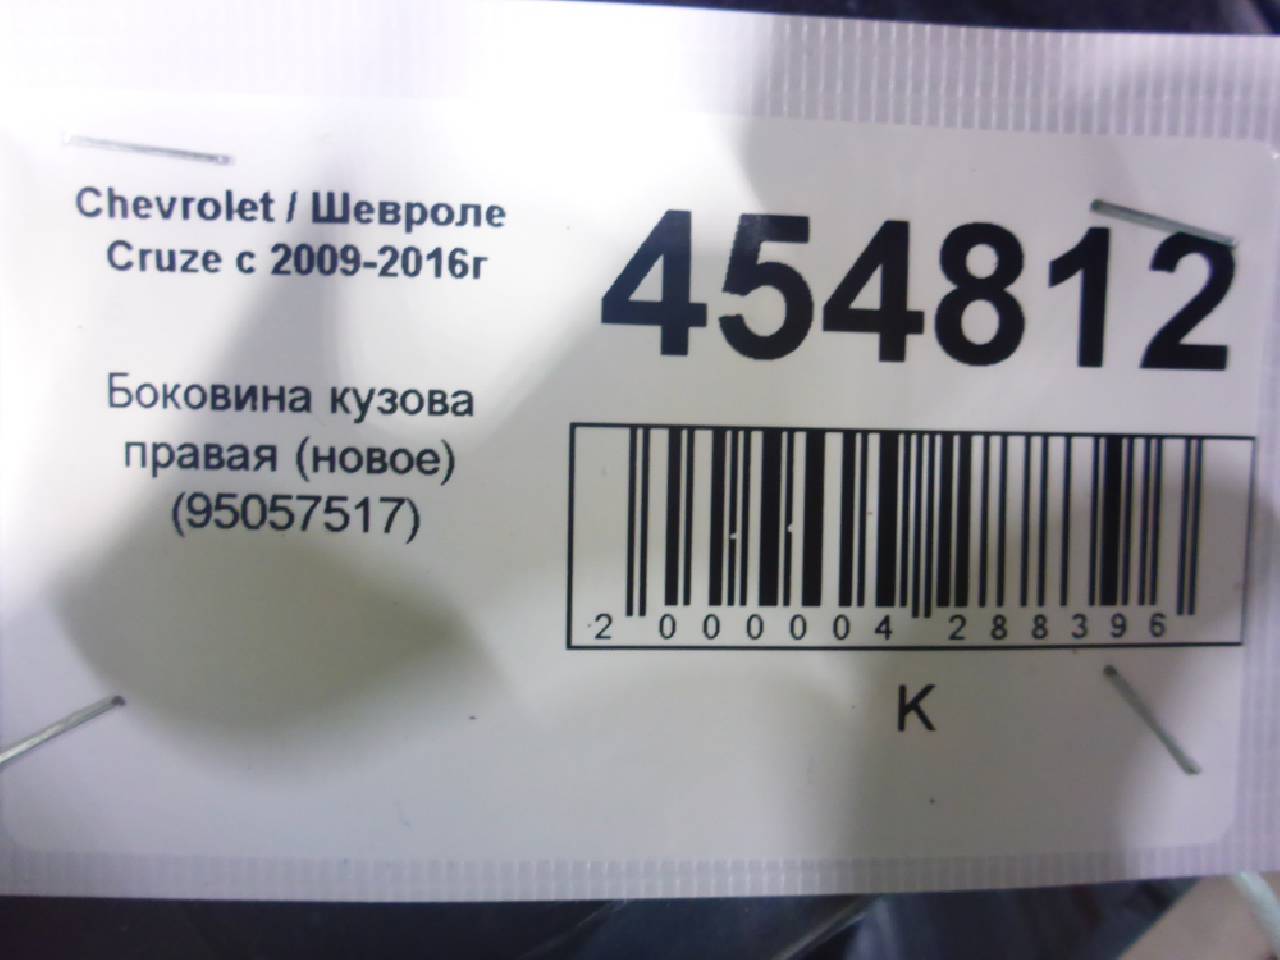 Chevrolet / Шевроле
Cruze с 2009-2016г
Боковина кузова
правая (новое)
(95057517)
454812
2 000004 288396
K